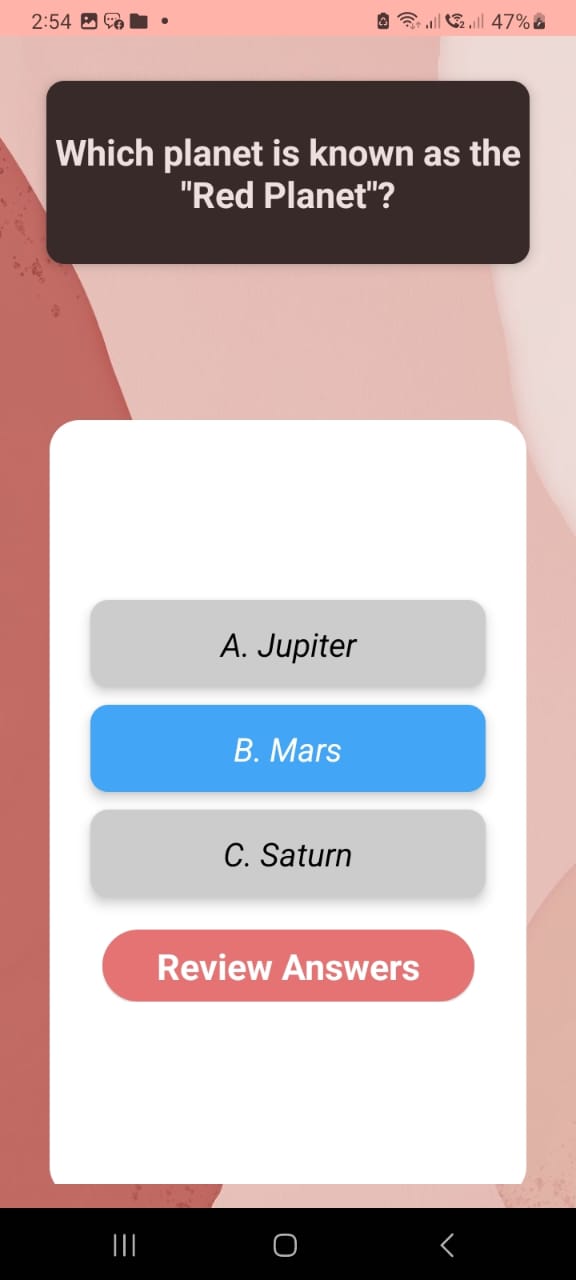 2:54
47%
Which planet is known as the
"Red Planet"?
A. Jupiter
B. Mars
C. Saturn
Review Answers